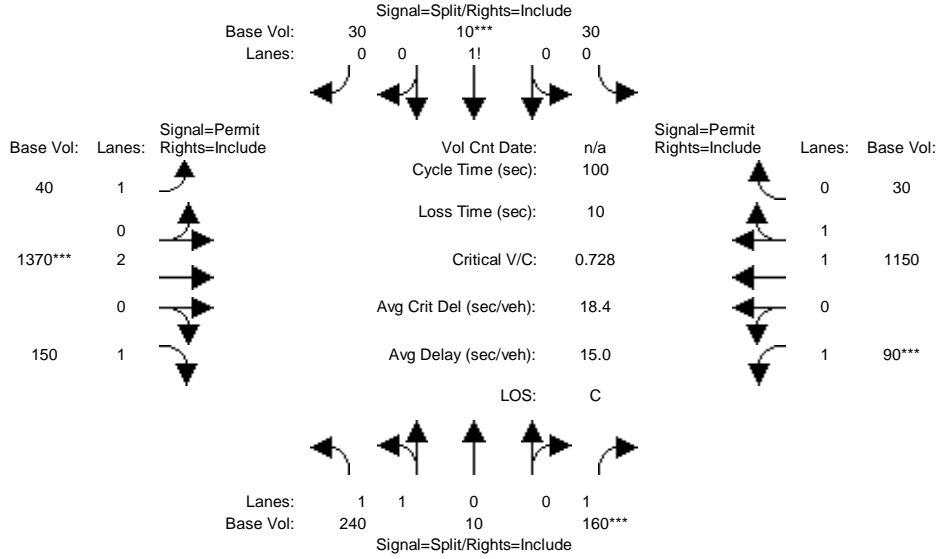 Signal=Split/Rights=Include
Base Vol: 30 10*** 30
Lanes: 0 0 1! 0 0
Signal=Permit Signal=Permit
Base Vol: Lanes: Rights=Include Vol Cnt Date: n/a Rights=Include Lanes: Base Vol:
Cycle Time (sec): 100
40 1 0 30
Loss Time (sec): 10
0 1
1370*** 2 Critical V/C: 0.728 1 1150
0 Avg Crit Del (sec/veh): 18.4 0
150 1 Avg Delay (sec/veh): 15.0 1 90***
LOS: C
Lanes: 1 1 0 0 1
Base Vol: 240 10 160***
Signal=Split/Rights=Include